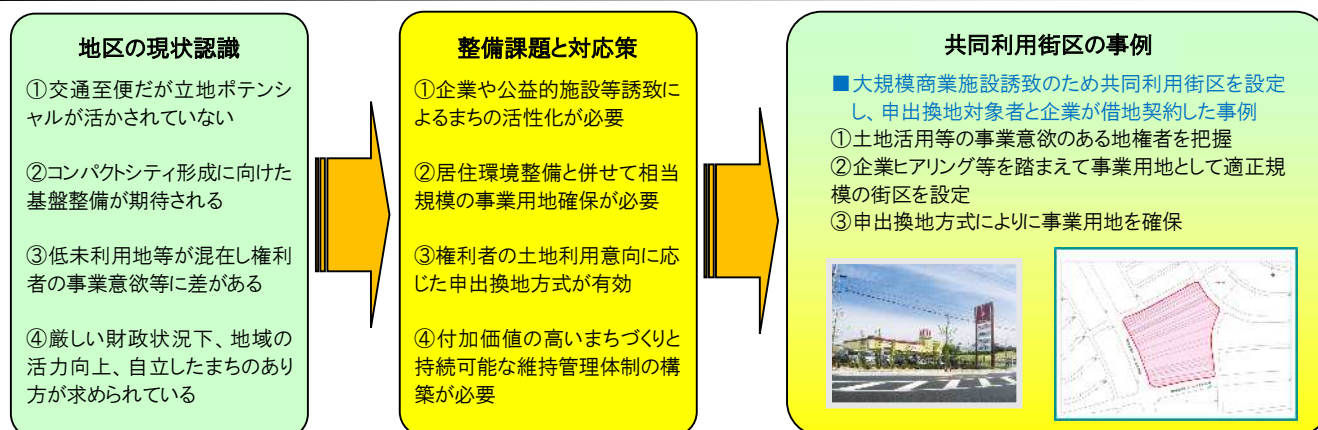 地区の現状認識
①交通至便だが立地ポテンシ
ャルが活かされていない
②コンパクトシティ形成に向けた
基盤整備が期待される
③低未利用地等が混在し権利
者の事業意欲等に差がある
④厳しい財政状況下、地域の
活力向上、自立したまちのあり
方が求められている
整備課題と対応策
①企業や公益的施設等誘致に
よるまちの活性化が必要
②居住環境整備と併せて相当
規模の事業用地確保が必要
③権利者の土地利用意向に応
じた申出換地方式が有効
④付加価値の高いまちづくりと
持続可能な維持管理体制の構
築が必要
共同利用街区の事例
■大規模商業施設誘致のため共同利用街区を設定
し、申出換地対象者と企業が借地契約した事例
①土地活用等の事業意欲のある地権者を把握
②企業ヒアリング等を踏まえて事業用地として適正規
模の街区を設定
③申出換地方式によりに事業用地を確保